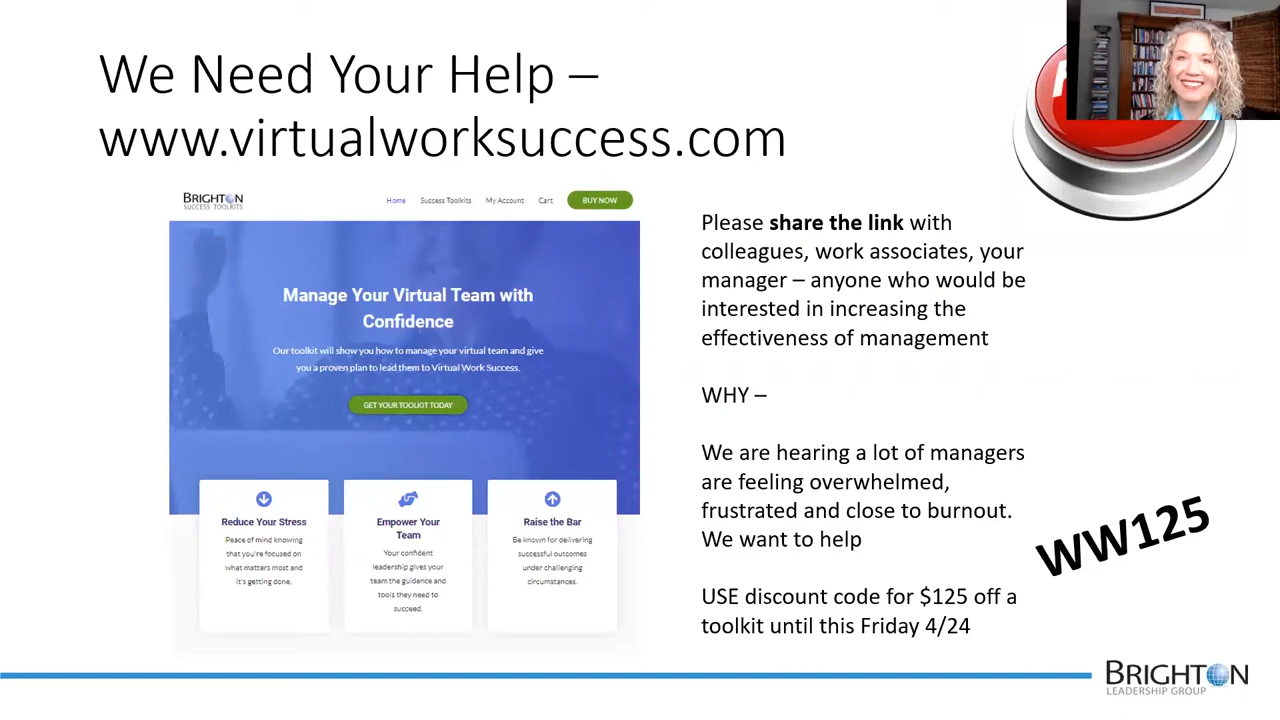 We Need Your Help –
www.virtualworksuccess.com
BRIGHTON
SUCCESS TOOLKITS
Home Success Toolkits My Account Cart BUY NOW
Manage Your Virtual Team with
Confidence
Our toolkit will show you how to manage your virtual team and give
you a proven plan to lead them to Virtual Work Success.
GET YOUR TOOLKIT TODAY
Reduce Your Stress
Peace of mind knowing
that you're focused on
what matters most and
it's getting done.
Empower Your
Team
Your confident
leadership gives your
team the guidance and
tools they need to
succeed.
Raise the Bar
Be known for delivering
successful outcomes
under challenging
circumstances.
Please share the link with
colleagues, work associates, your
manager – anyone who would be
interested in increasing the
effectiveness of management
WHY –
We are hearing a lot of managers
are feeling overwhelmed,
frustrated and close to burnout.
We want to help
USE discount code for $125 off a
toolkit until this Friday 4/24
WW125
BRIGHTON
LEADERSHIP GROUP